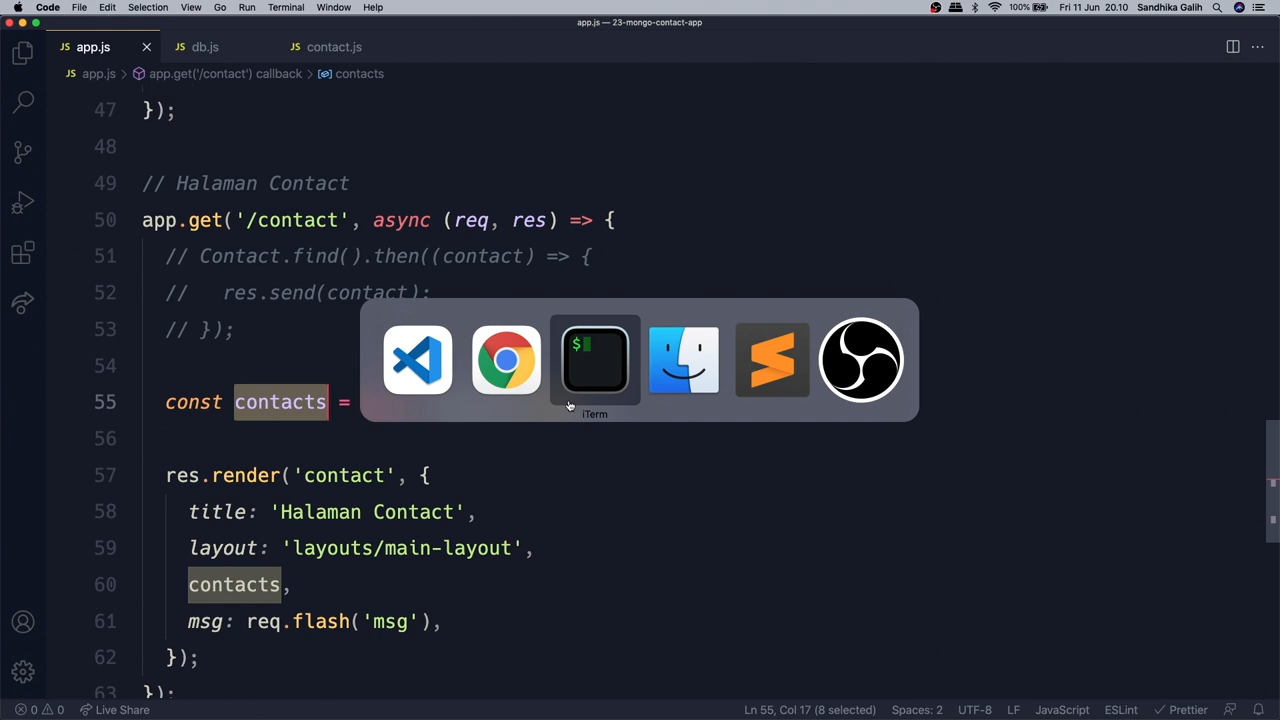 Code File Edit Selection View Go Run Terminal Window Help 100% Fri 11 Jun 20.10 Sandhika Galih
app.js — 23-mongo-contact-app
JS app.js JS db.js JS contact.js
JS app.js > app.get('/contact') callback > contacts
47 });
48
49 // Halaman Contact
50 app.get('/contact', async (req, res) => {
51 // Contact.find().then((contact) => {
52 // res.send(contact);
53 // });
54
55 const contacts =
56
57 res.render('contact', {
58 title: 'Halaman Contact',
59 layout: 'layouts/main-layout',
60 contacts,
61 msg: req.flash('msg'),
62 });
63 });
$
iTerm
0 0 Live Share Ln 55, Col 17 (8 selected) Spaces: 2 UTF-8 LF JavaScript ESLint Prettier